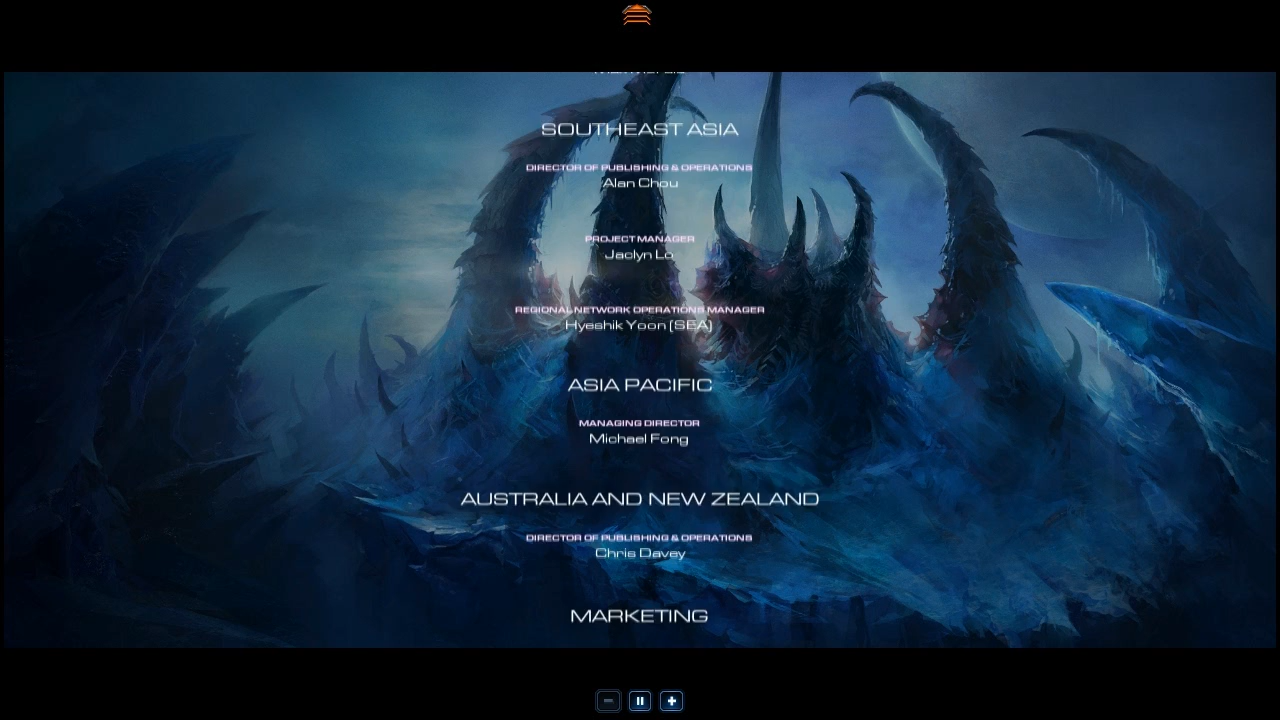 SOUTHEAST ASIA
DIRECTOR OF PUBLISHING & OPERATIONS
Alan Chou
PROJECT MANAGER
Jaclyn Lo
REGIONAL NETWORK OPERATIONS MANAGER
Hyeshik Yoon (SEA)
ASIA PACIFIC
MANAGING DIRECTOR
Michael Fong
AUSTRALIA AND NEW ZEALAND
DIRECTOR OF PUBLISHING & OPERATIONS
Chris Davey
MARKETING